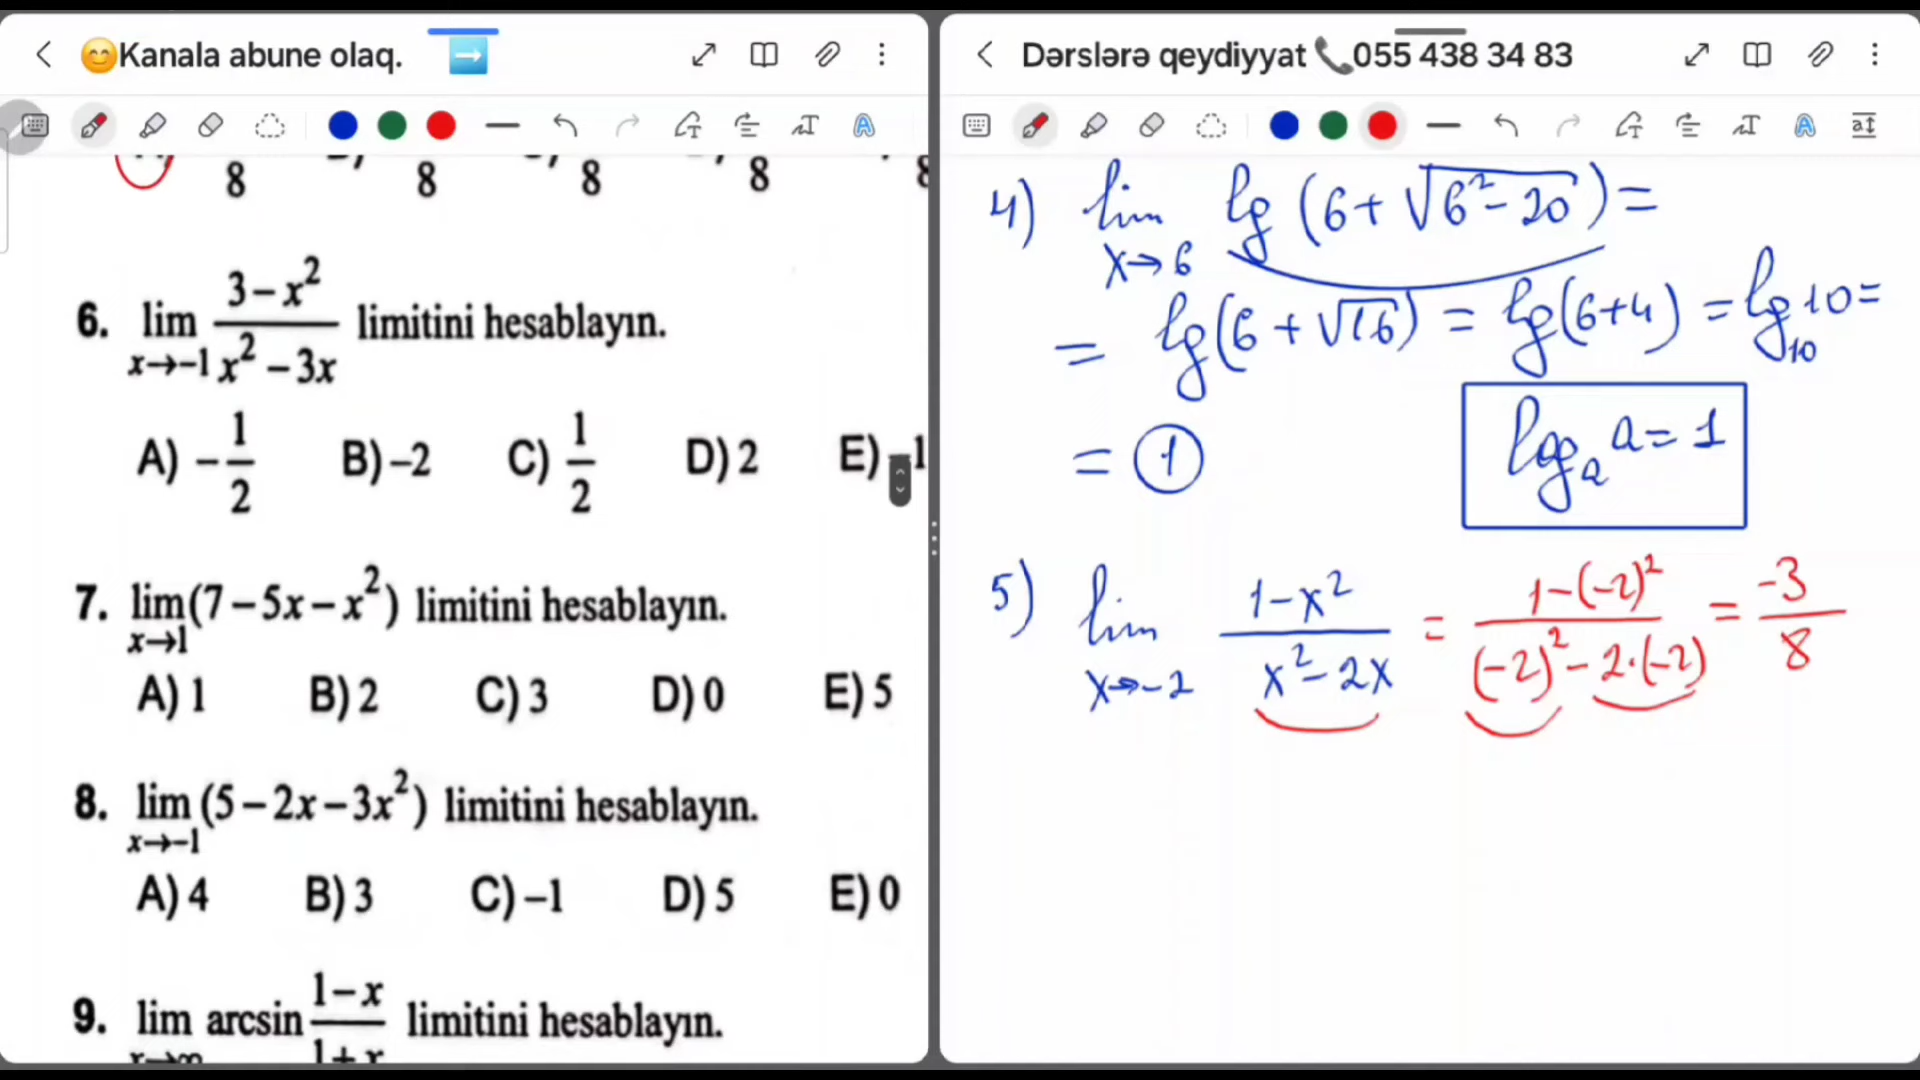 😊Kanala abune olaq. ➡️
8 8 8 8 8
6. lim x→-1 (3-x²)/(x²-3x) limitini hesablayın.
A) -1/2 B) -2 C) 1/2 D) 2 E) -1
7. lim x→1 (7-5x-x²) limitini hesablayın.
A) 1 B) 2 C) 3 D) 0 E) 5
8. lim x→-1 (5-2x-3x²) limitini hesablayın.
A) 4 B) 3 C) -1 D) 5 E) 0
9. lim x→∞ arcsin (1-x)/(1+x) limitini hesablayın.
Dərslərə qeydiyyat 📞055 438 34 83
4) lim x→6 lg(6+√(6²-20)) =
= lg(6+√16) = lg(6+4) = lg₁₀10 =
= 1
logₐa = 1
5) lim x→-2 (1-x²)/(x²-2x) = (1-(-2)²)/((-2)²-2·(-2)) = -3/8